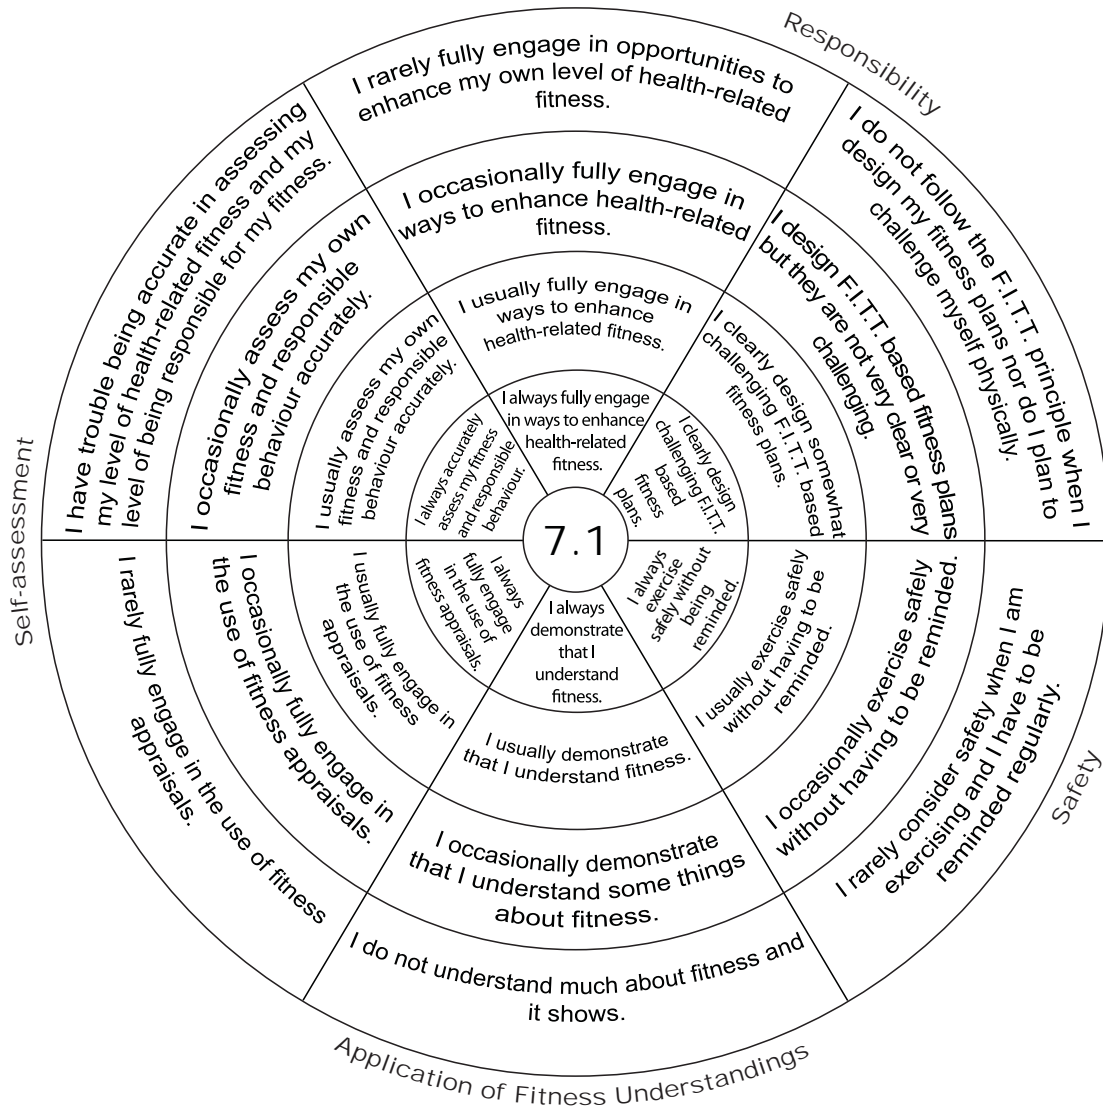 Responsibility
I rarely fully engage in opportunities to
enhance my own level of health-related
fitness.
I occasionally fully engage in
ways to enhance health-related
fitness.
I usually fully engage in
ways to enhance
health-related fitness.
I always fully engage
in ways to enhance
health-related
fitness.
I do not follow the F.I.T.T. principle when I
design my fitness plans nor do I plan to
challenge myself physically.
I design F.I.T.T. based fitness plans
but they are not very clear or very
challenging.
I clearly design somewhat
challenging F.I.T.T. based
fitness plans.
I clearly design
challenging F.I.T.T.
based
fitness
plans.
Safety
I rarely consider safety when I am
exercising and I have to be
reminded regularly.
I occasionally exercise safely
without having to be reminded.
I usually exercise safely
without having to be
reminded.
I always
exercise
safely without
being
reminded.
Application of Fitness Understandings
I always
demonstrate
that I
understand
fitness.
I usually demonstrate
that I understand fitness.
I occasionally demonstrate
that I understand some things
about fitness.
I do not understand much about fitness and
it shows.
I always
fully engage
in the use of
fitness appraisals.
I usually fully engage in
the use of fitness
appraisals.
I occasionally fully engage in
the use of fitness appraisals.
I rarely fully engage in the use of fitness
appraisals.
Self-assessment
I have trouble being accurate in assessing
my level of health-related fitness and my
level of being responsible for my fitness.
I occasionally assess my own
fitness and responsible
behaviour accurately.
I usually assess my own
fitness and responsible
behaviour accurately.
I always accurately
assess my fitness
and responsible
behaviour.
7.1